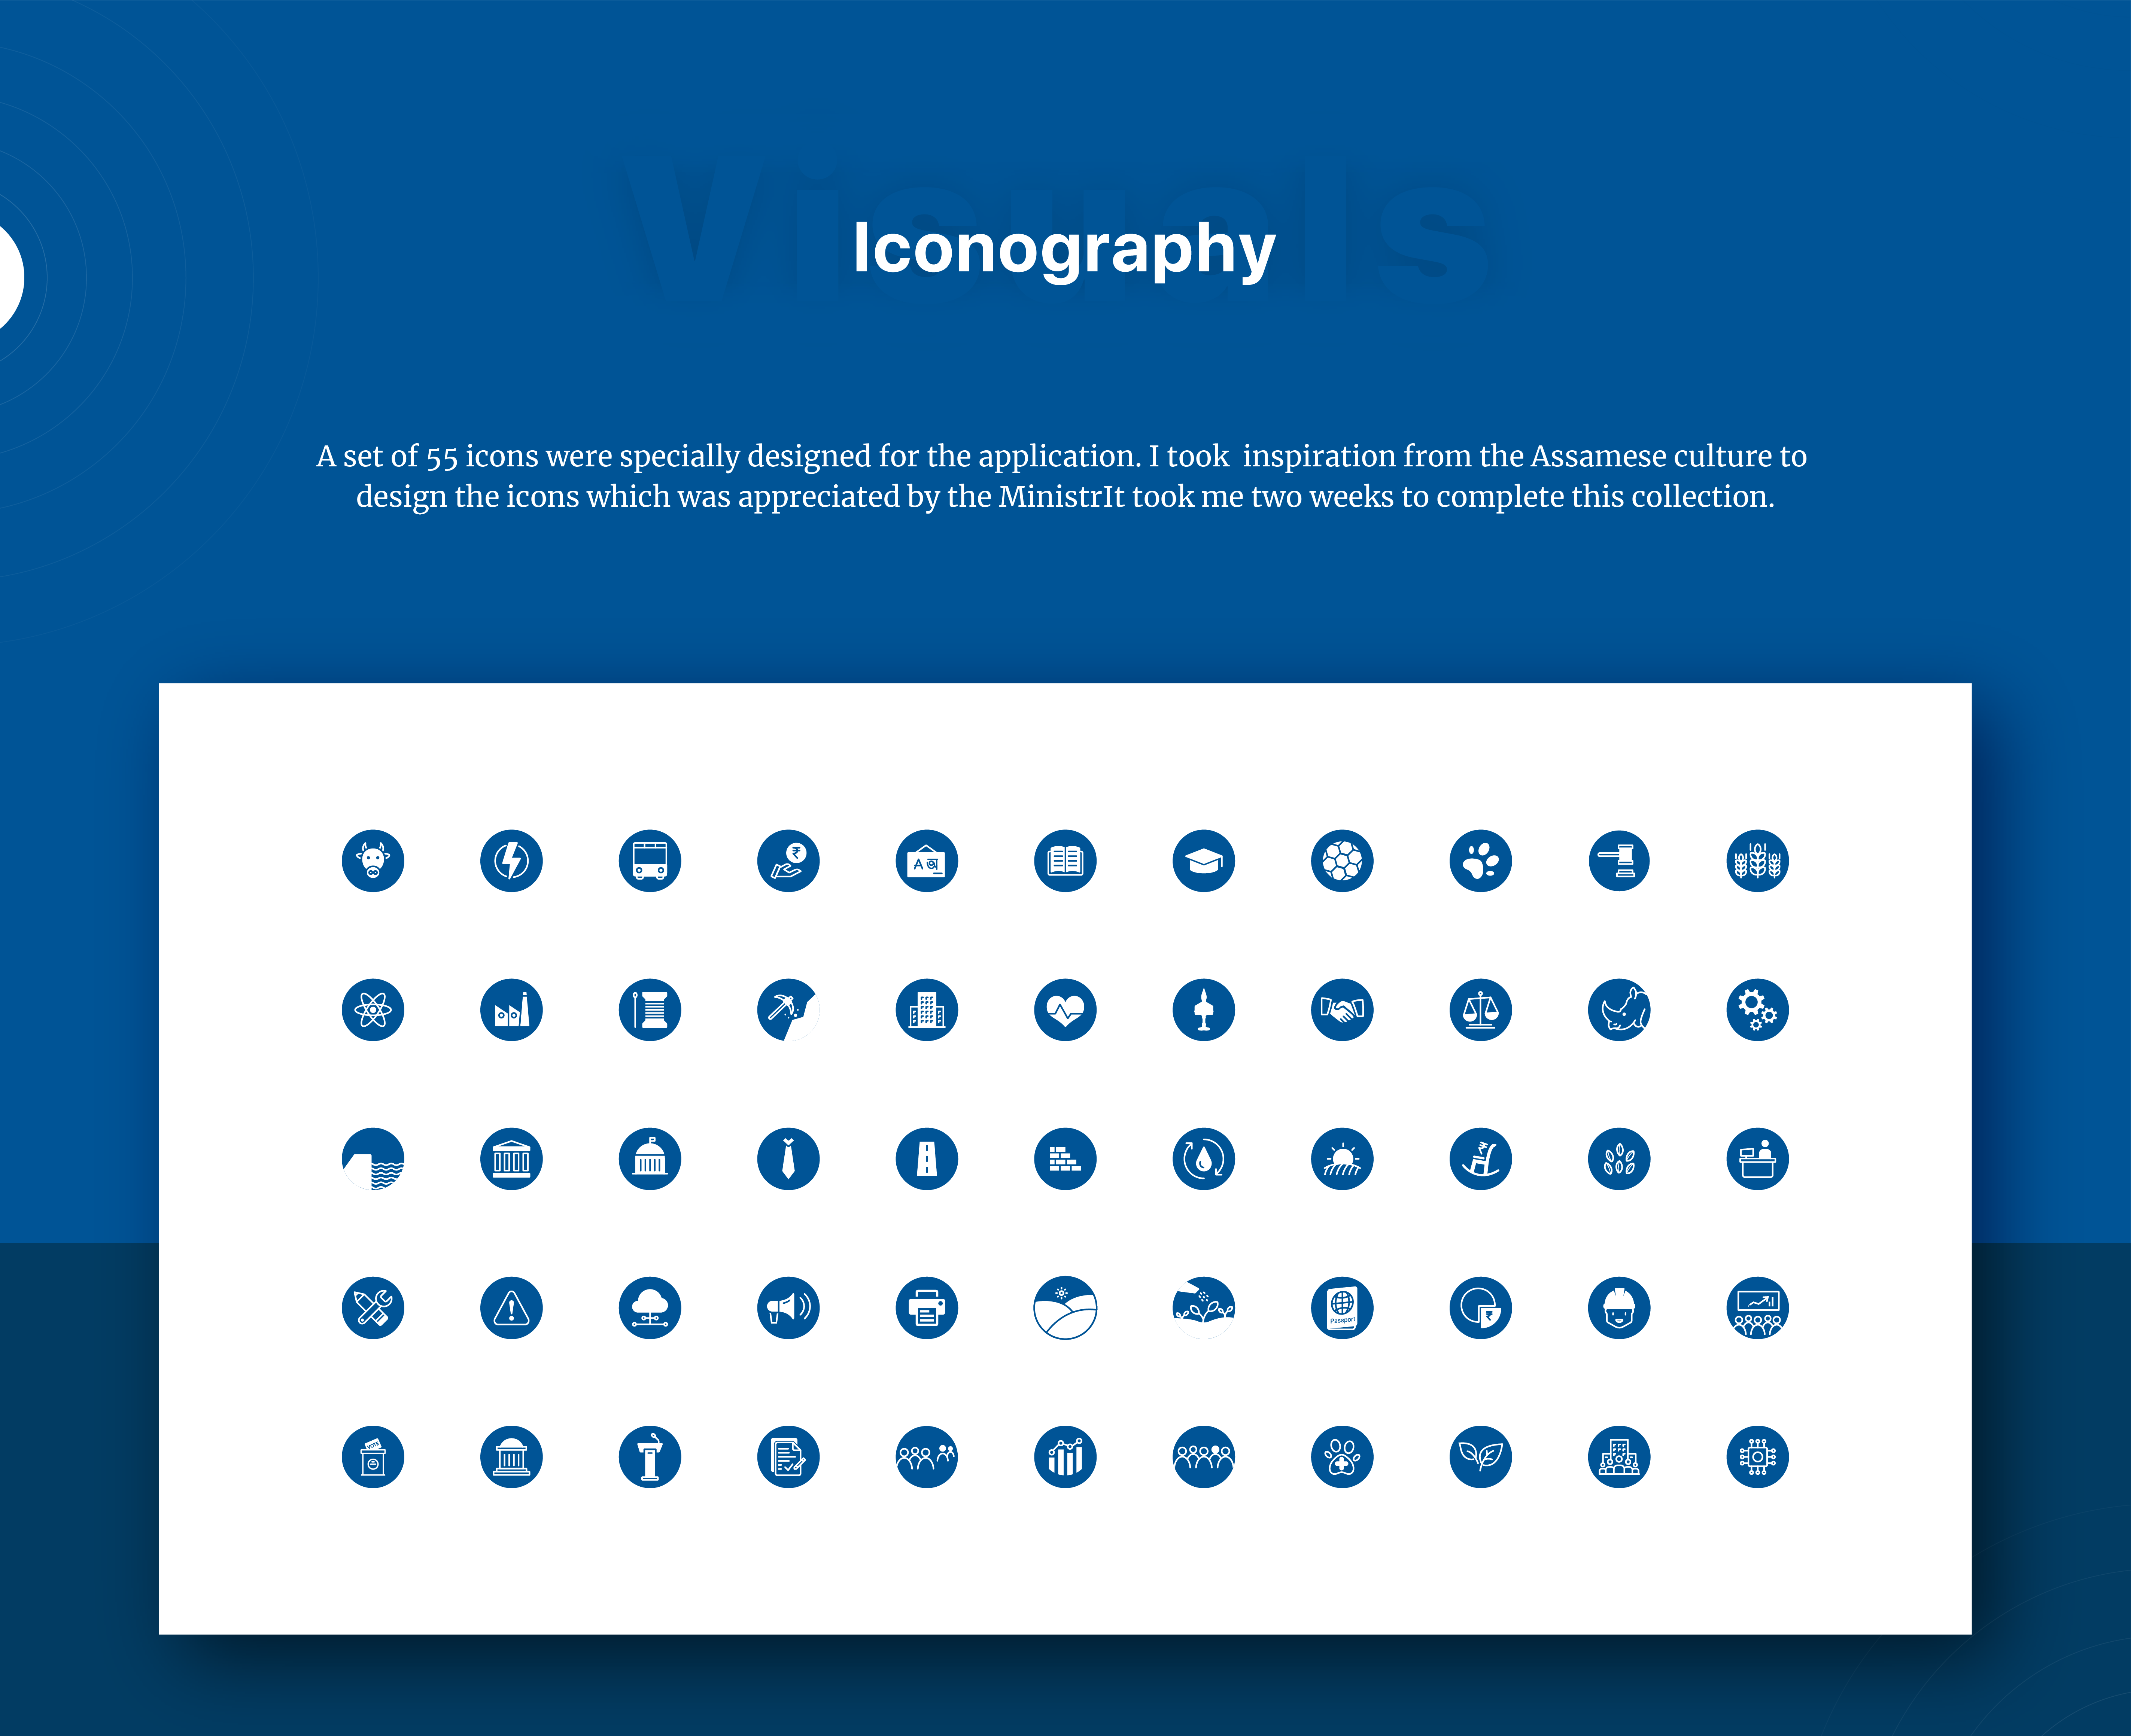 Visuals
Iconography
A set of 55 icons were specially designed for the application. I took  inspiration from the Assamese culture to
design the icons which was appreciated by the MinistrIt took me two weeks to complete this collection.
₹
A অ
₹
₹
Passport
₹
VOTE